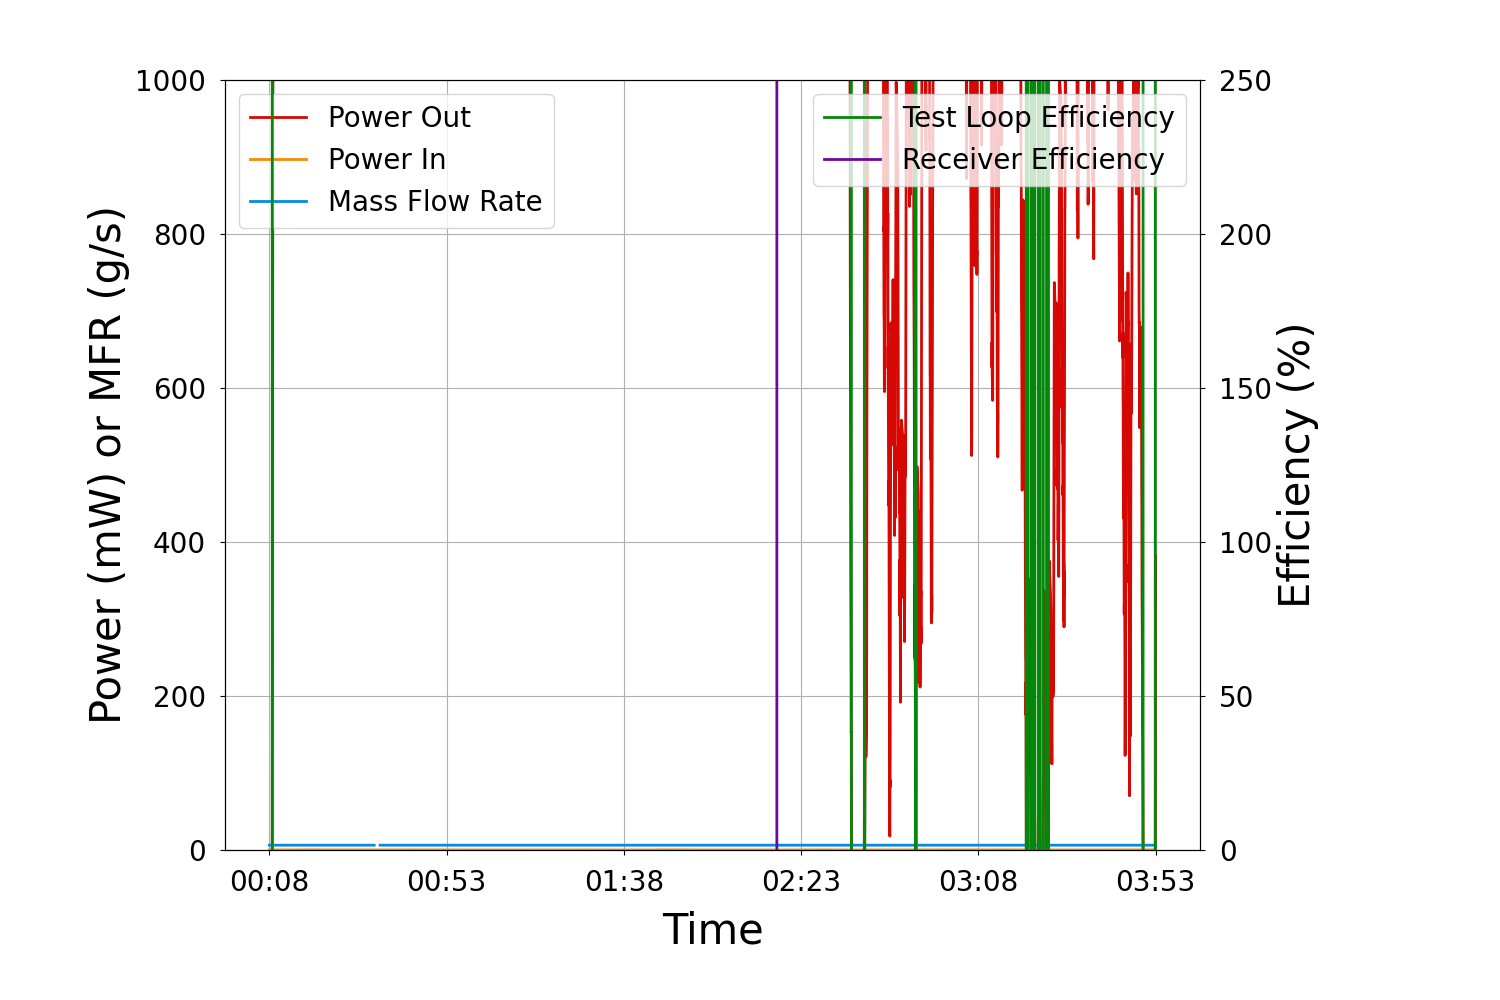 1000
800
600
400
200
0
Power (mW) or MFR (g/s)
Power Out
Power In
Mass Flow Rate
Test Loop Efficiency
Receiver Efficiency
250
200
150
100
50
0
Efficiency (%)
00:08 00:53 01:38 02:23 03:08 03:53
Time